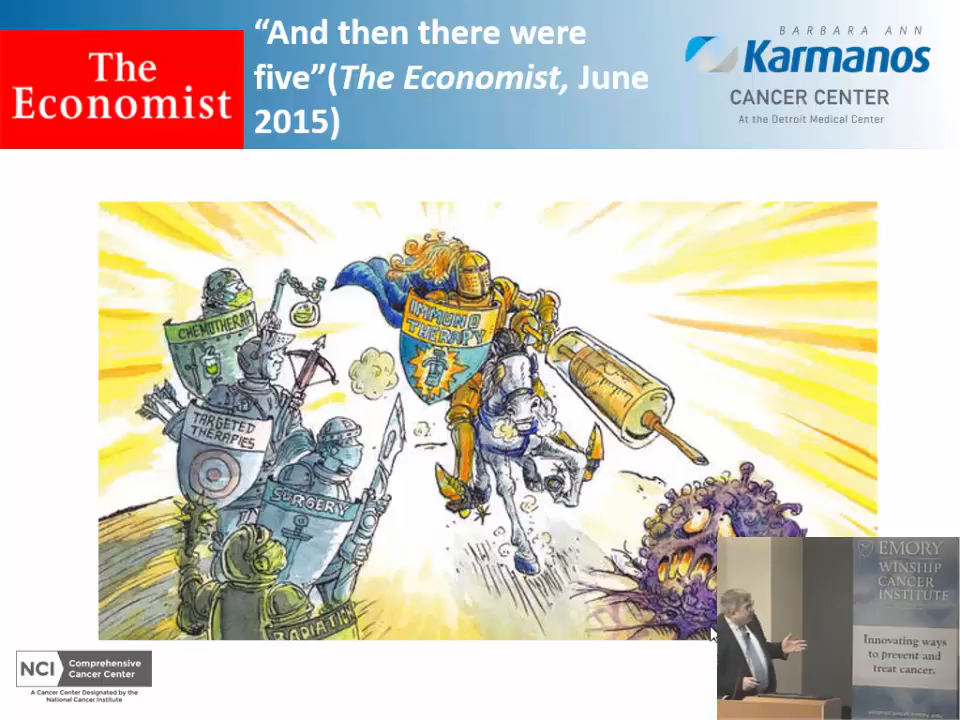 The
Economist
“And then there were
five”(The Economist, June
2015)
BARBARA ANN
Karmanos
CANCER CENTER
At the Detroit Medical Center
CHEMOTHERAPY
IMMUNO
THERAPY
TARGETED
THERAPIES
SURGERY
RADIATION
EMORY
WINSHIP
CANCER
INSTITUTE
Innovating ways
to prevent and
treat cancer.
NCI
Comprehensive
Cancer Center
A Cancer Center Designated by the
National Cancer Institute